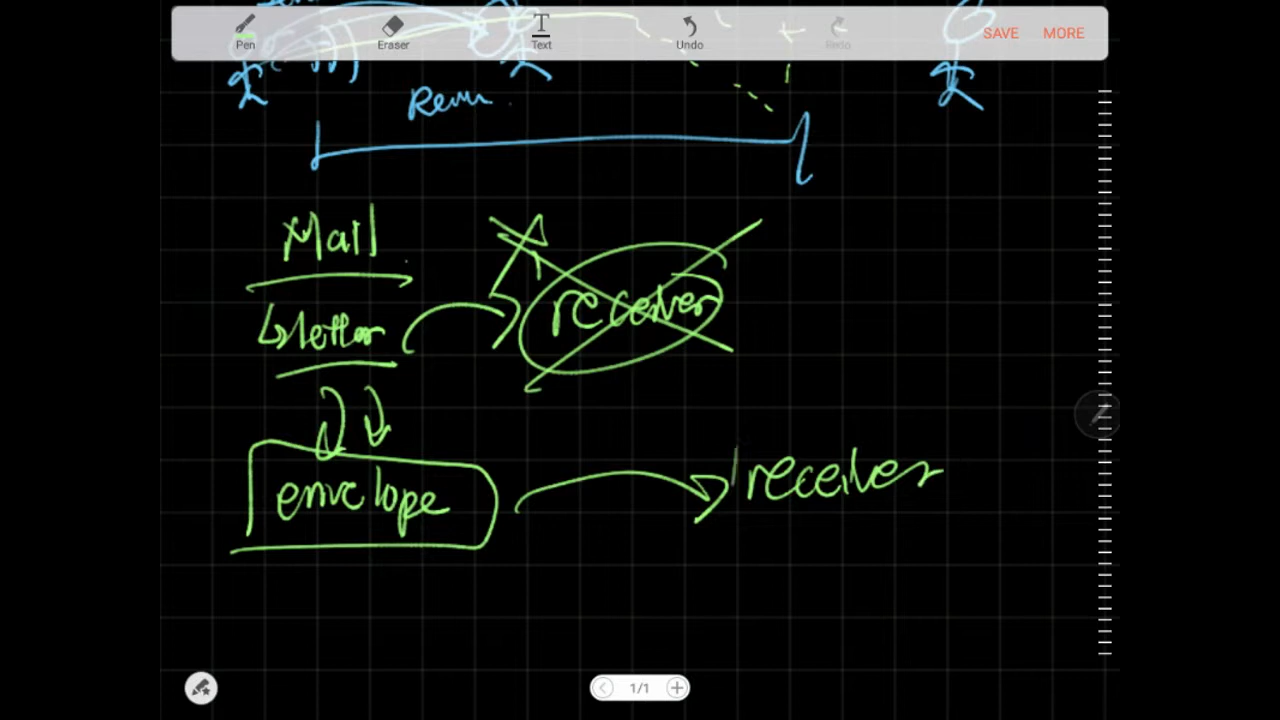 Pen Eraser Text Undo Redo SAVE MORE
Mail
↳ letter
receiver
envelope
receiver
1/1